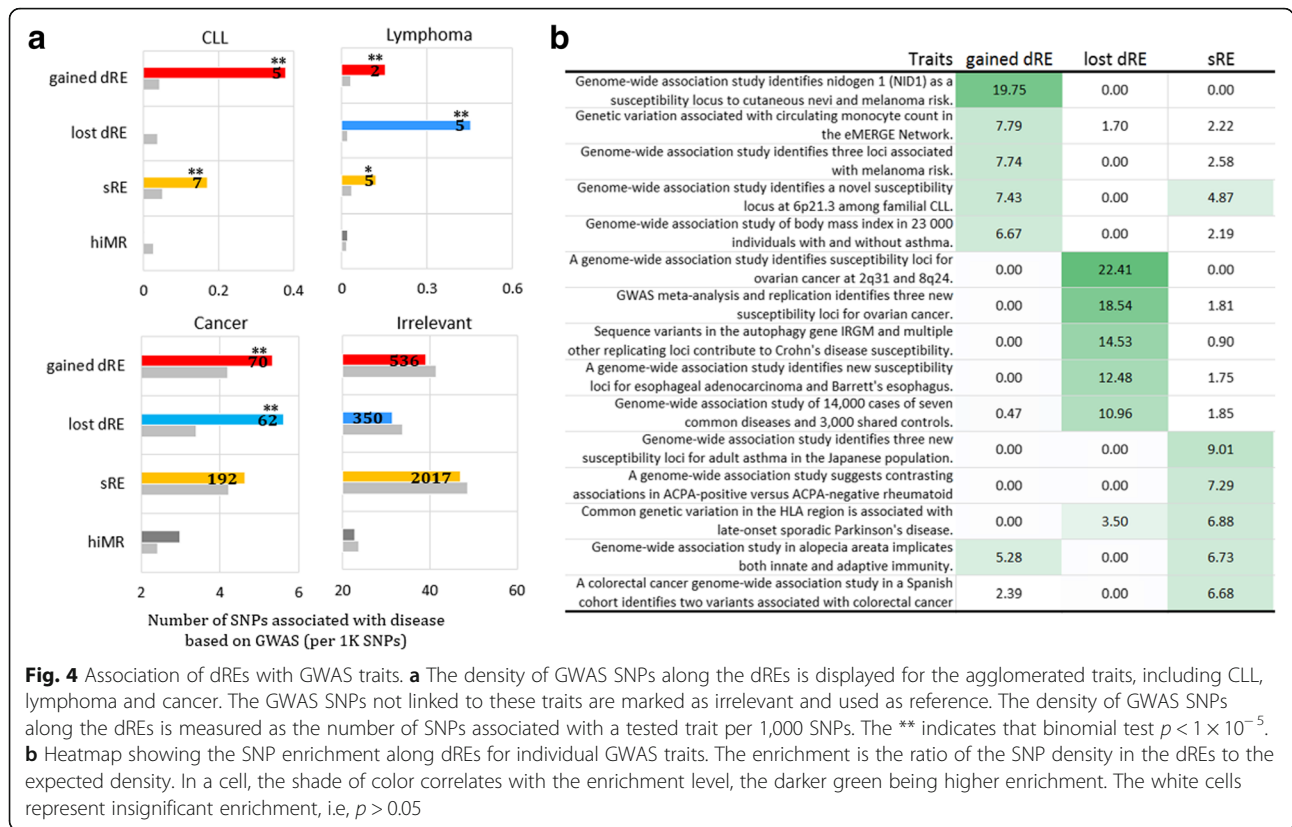 a
CLL
Lymphoma
gained dRE
**
5
**
2
lost dRE
**
5
sRE
**
7
*
5
hiMR
0
0.2
0.4
0
0.3
0.6
Cancer
Irrelevant
gained dRE
**
70
536
lost dRE
**
62
350
sRE
192
2017
hiMR
2
4
6
20
40
60
Number of SNPs associated with disease
based on GWAS (per 1K SNPs)
b
Traits gained dRE lost dRE sRE
Genome-wide association study identifies nidogen 1 (NID1) as a
susceptibility locus to cutaneous nevi and melanoma risk.
19.75 0.00 0.00
Genetic variation associated with circulating monocyte count in
the eMERGE Network.
7.79 1.70 2.22
Genome-wide association study identifies three loci associated
with melanoma risk.
7.74 0.00 2.58
Genome-wide association study identifies a novel susceptibility
locus at 6p21.3 among familial CLL.
7.43 0.00 4.87
Genome-wide association study of body mass index in 23 000
individuals with and without asthma.
6.67 0.00 2.19
A genome-wide association study identifies susceptibility loci for
ovarian cancer at 2q31 and 8q24.
0.00 22.41 0.00
GWAS meta-analysis and replication identifies three new
susceptibility loci for ovarian cancer.
0.00 18.54 1.81
Sequence variants in the autophagy gene IRGM and multiple
other replicating loci contribute to Crohn's disease susceptibility.
0.00 14.53 0.90
A genome-wide association study identifies new susceptibility
loci for esophageal adenocarcinoma and Barrett's esophagus.
0.00 12.48 1.75
Genome-wide association study of 14,000 cases of seven
common diseases and 3,000 shared controls.
0.47 10.96 1.85
Genome-wide association study identifies three new
susceptibility loci for adult asthma in the Japanese population.
0.00 0.00 9.01
A genome-wide association study suggests contrasting
associations in ACPA-positive versus ACPA-negative rheumatoid
0.00 0.00 7.29
Common genetic variation in the HLA region is associated with
late-onset sporadic Parkinson's disease.
0.00 3.50 6.88
Genome-wide association study in alopecia areata implicates
both innate and adaptive immunity.
5.28 0.00 6.73
A colorectal cancer genome-wide association study in a Spanish
cohort identifies two variants associated with colorectal cancer
2.39 0.00 6.68
Fig. 4 Association of dREs with GWAS traits. a The density of GWAS SNPs along the dREs is displayed for the agglomerated traits, including CLL,
lymphoma and cancer. The GWAS SNPs not linked to these traits are marked as irrelevant and used as reference. The density of GWAS SNPs
along the dREs is measured as the number of SNPs associated with a tested trait per 1,000 SNPs. The ** indicates that binomial test p < 1 × 10⁻⁵.
b Heatmap showing the SNP enrichment along dREs for individual GWAS traits. The enrichment is the ratio of the SNP density in the dREs to the
expected density. In a cell, the shade of color correlates with the enrichment level, the darker green being higher enrichment. The white cells
represent insignificant enrichment, i.e, p > 0.05